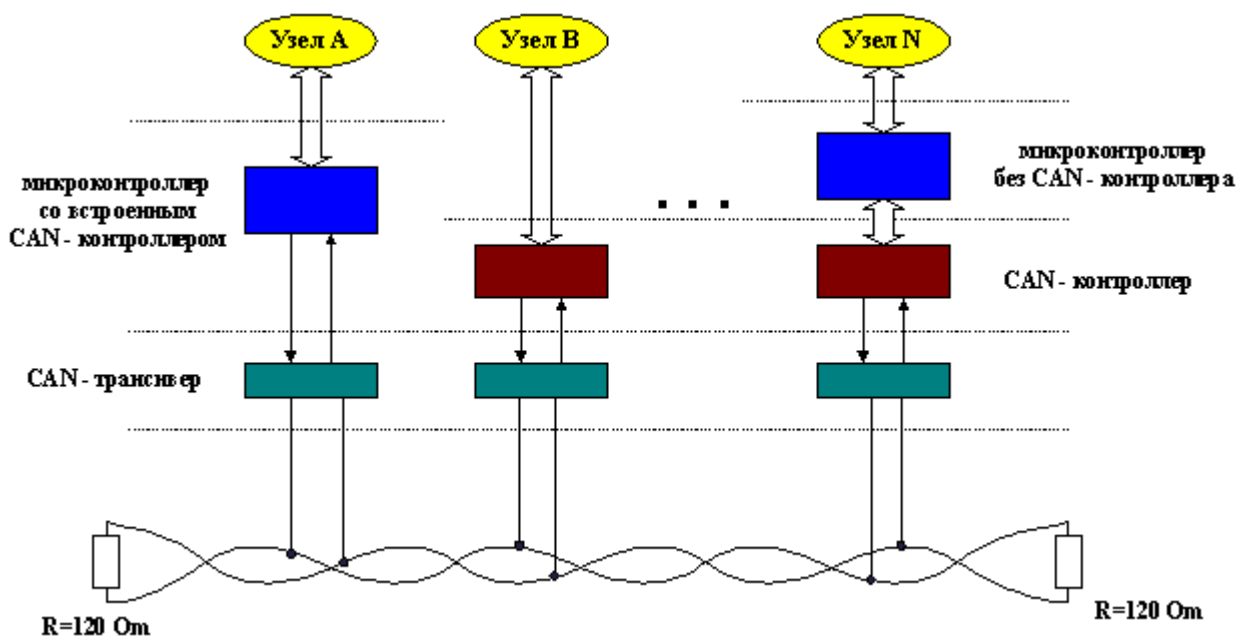 Узел A
Узел B
Узел N
микроконтроллер
со встроенным
CAN - контроллером
микроконтроллер
без CAN - контроллера
CAN - контроллер
CAN - трансивер
R=120 Om
R=120 Om